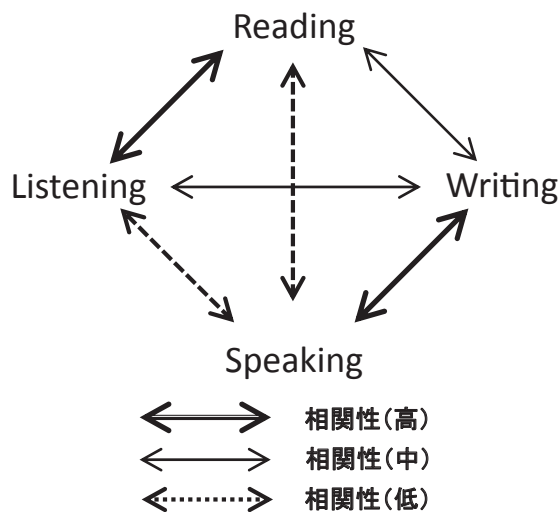 Reading
Listening
Writing
Speaking
相関性(高)
相関性(中)
相関性(低)